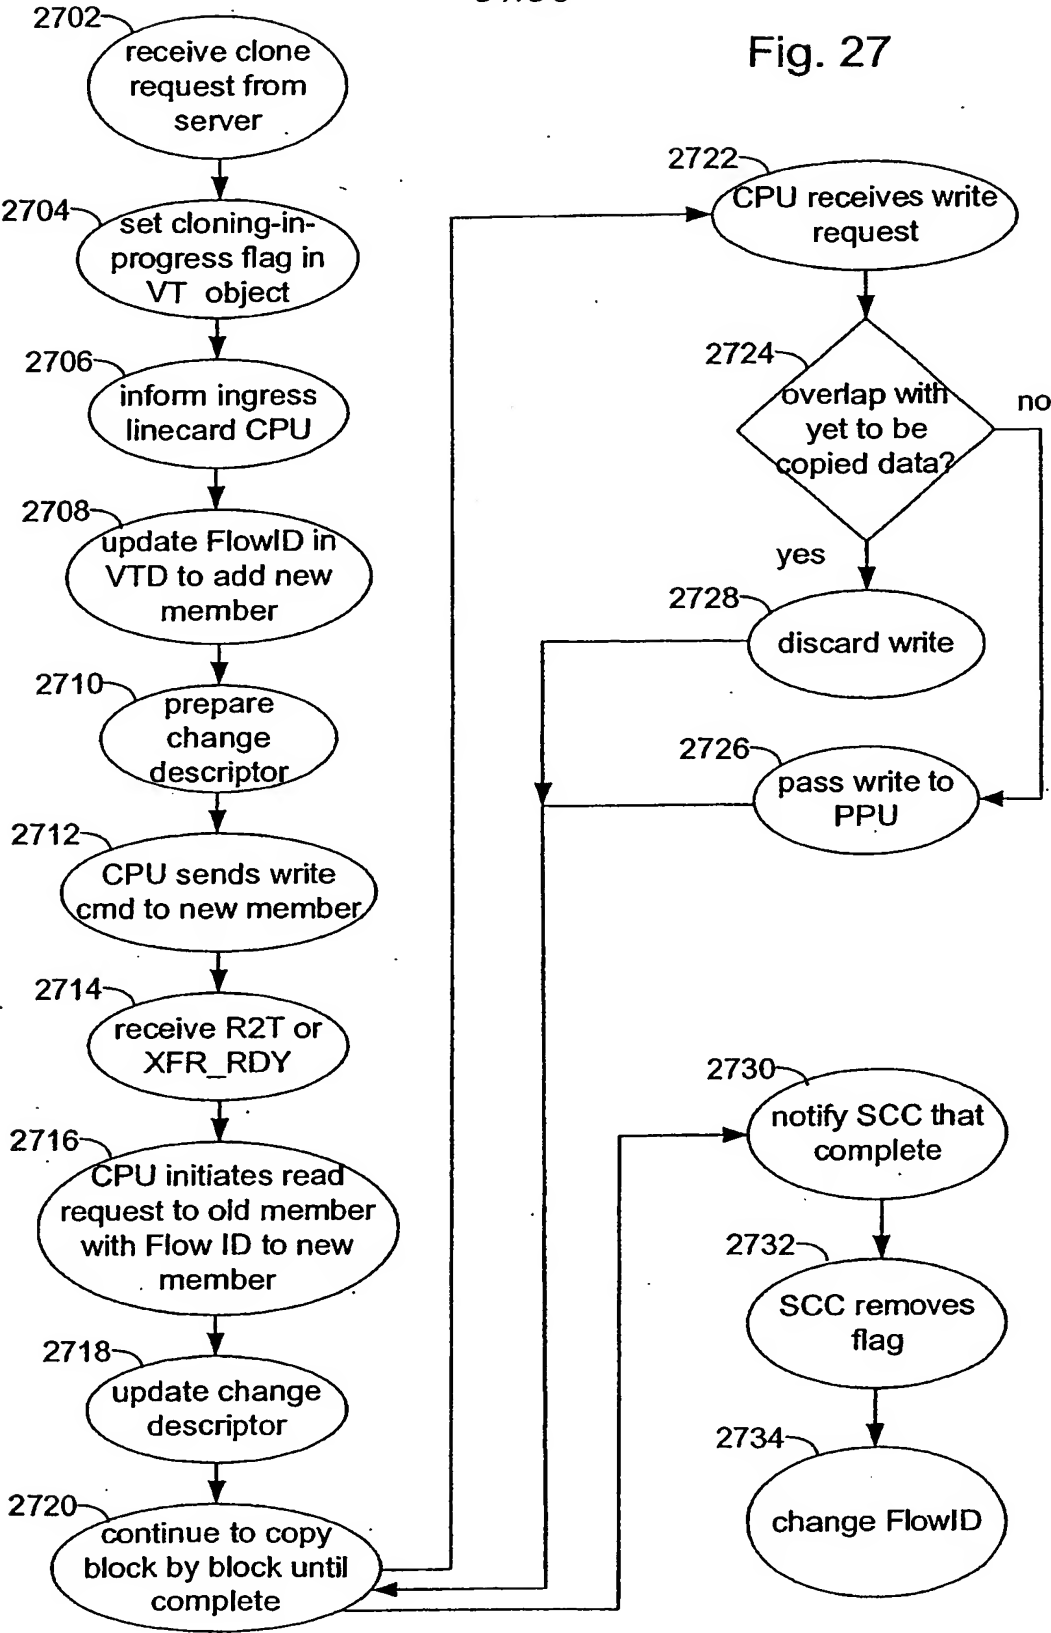 Fig. 27
2702
receive clone
request from
server
2704
set cloning-in-
progress flag in
VT object
2706
inform ingress
linecard CPU
2708
update FlowID in
VTD to add new
member
2710
prepare
change
descriptor
2712
CPU sends write
cmd to new member
2714
receive R2T or
XFR_RDY
2716
CPU initiates read
request to old member
with Flow ID to new
member
2718
update change
descriptor
2720
continue to copy
block by block until
complete
2722
CPU receives write
request
2724
overlap with
yet to be
copied data?
no
yes
2728
discard write
2726
pass write to
PPU
2730
notify SCC that
complete
2732
SCC removes
flag
2734
change FlowID